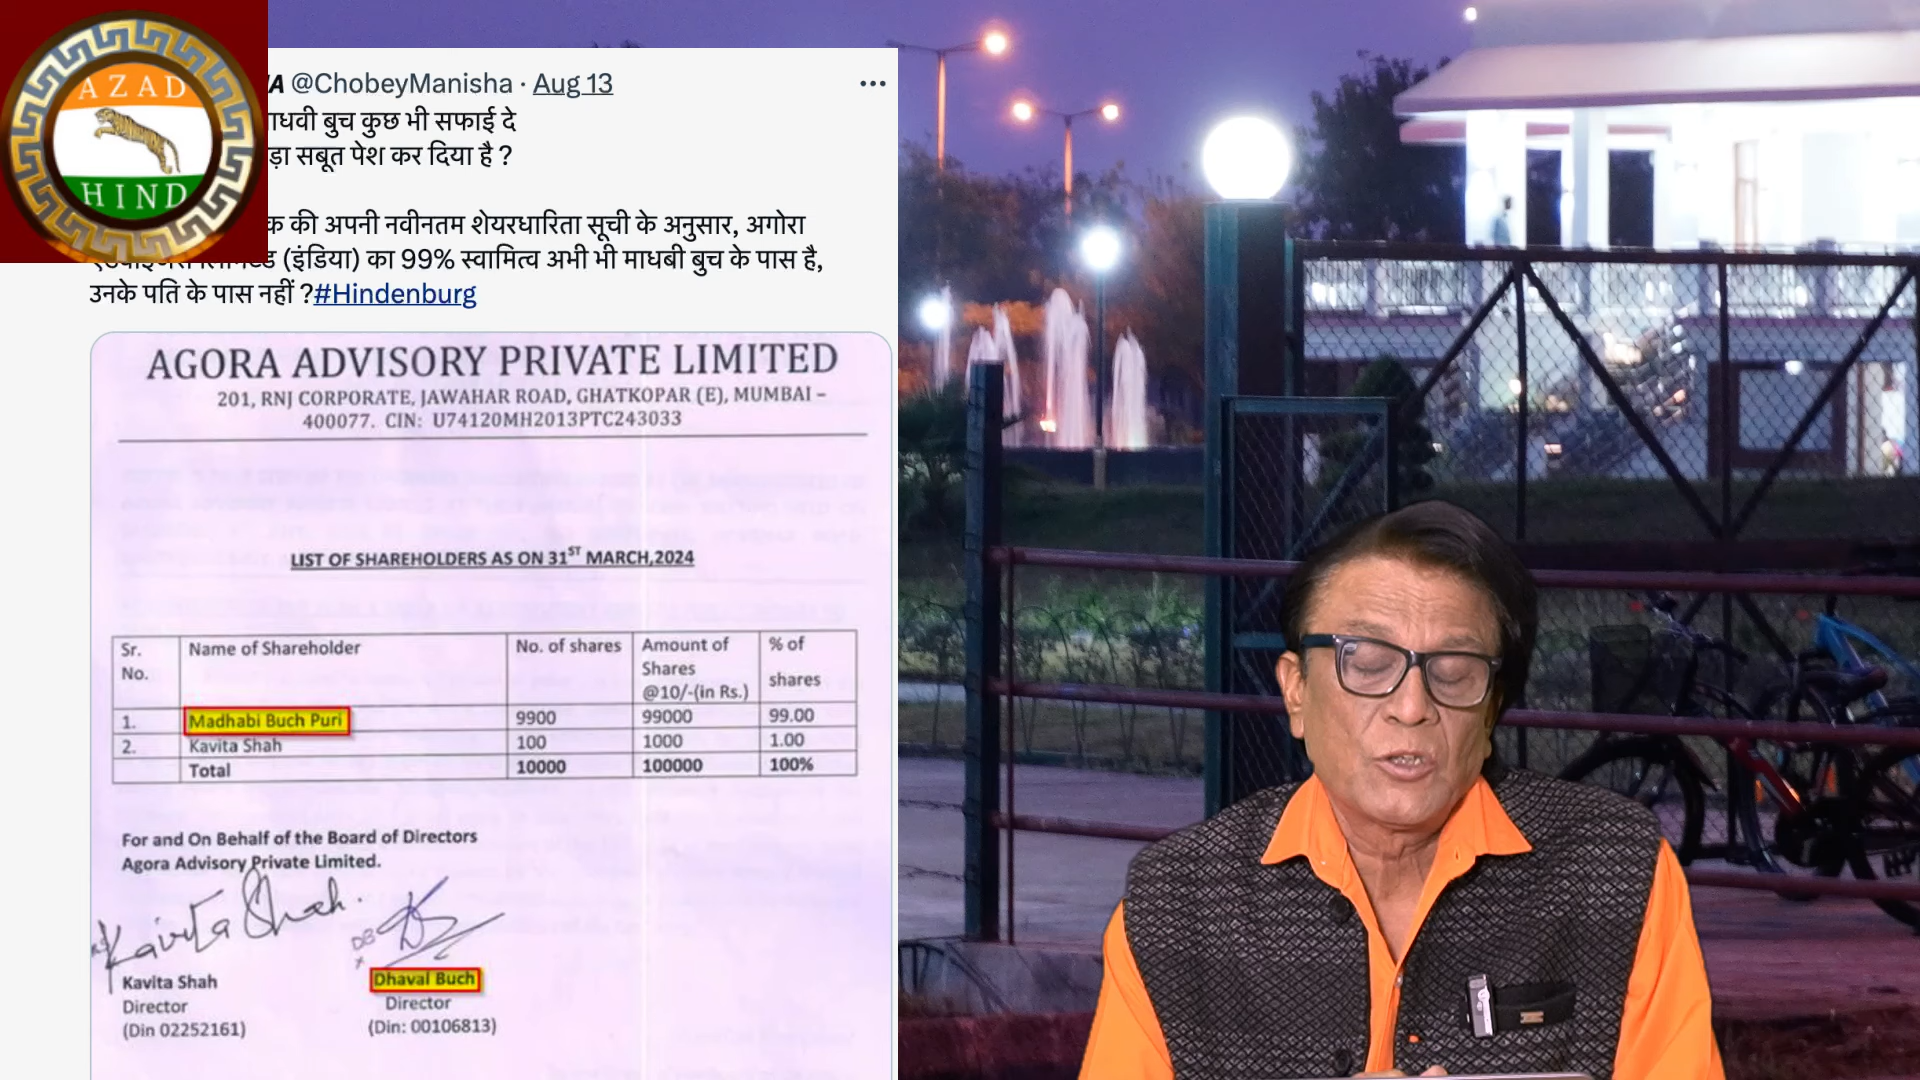 AZAD
HIND
A @ChobeyManisha · Aug 13
माधवी बुच कुछ भी सफाई दे
सबूत पेश कर दिया है ?
की अपनी नवीनतम शेयरधारिता सूची के अनुसार, अगोरा
(इंडिया) का 99% स्वामित्व अभी भी माधबी बुच के पास है,
उनके पति के पास नहीं ?#Hindenburg
AGORA ADVISORY PRIVATE LIMITED
201, RNJ CORPORATE, JAWAHAR ROAD, GHATKOPAR (E), MUMBAI –
400077. CIN: U74120MH2013PTC243033
LIST OF SHAREHOLDERS AS ON 31ST MARCH,2024
Sr. No. Name of Shareholder No. of shares Amount of Shares @10/-(in Rs.) % of shares
1. Madhabi Buch Puri 9900 99000 99.00
2. Kavita Shah 100 1000 1.00
Total 10000 100000 100%
For and On Behalf of the Board of Directors
Agora Advisory Private Limited.
Kavita Shah.
DB
Kavita Shah Dhaval Buch
Director Director
(Din 02252161) (Din: 00106813)